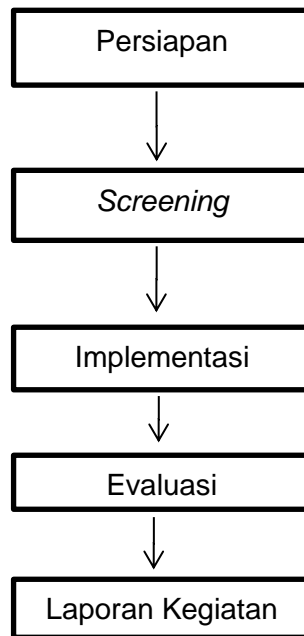 Persiapan
Screening
Implementasi
Evaluasi
Laporan Kegiatan